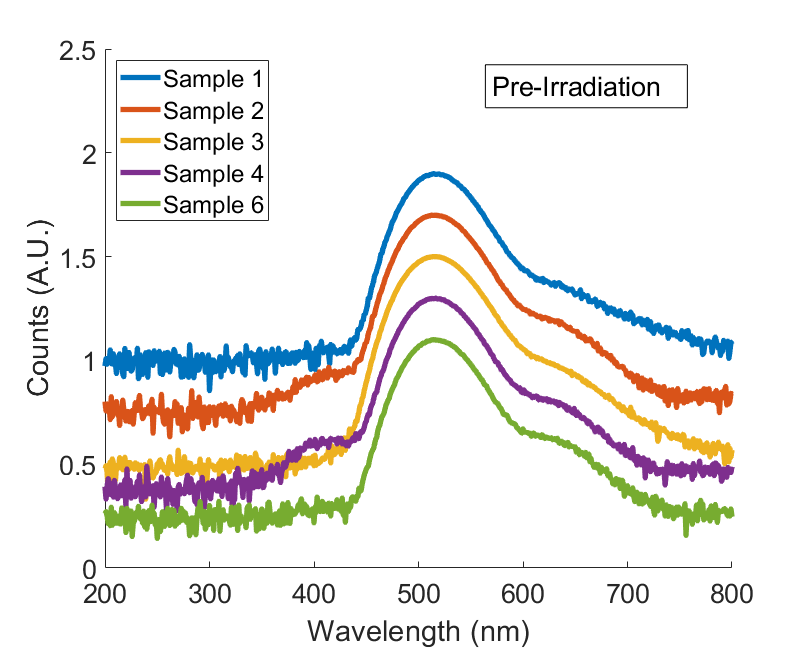 2.5
2
1.5
1
0.5
0
Counts (A.U.)
Sample 1
Sample 2
Sample 3
Sample 4
Sample 6
Pre-Irradiation
200 300 400 500 600 700 800
Wavelength (nm)